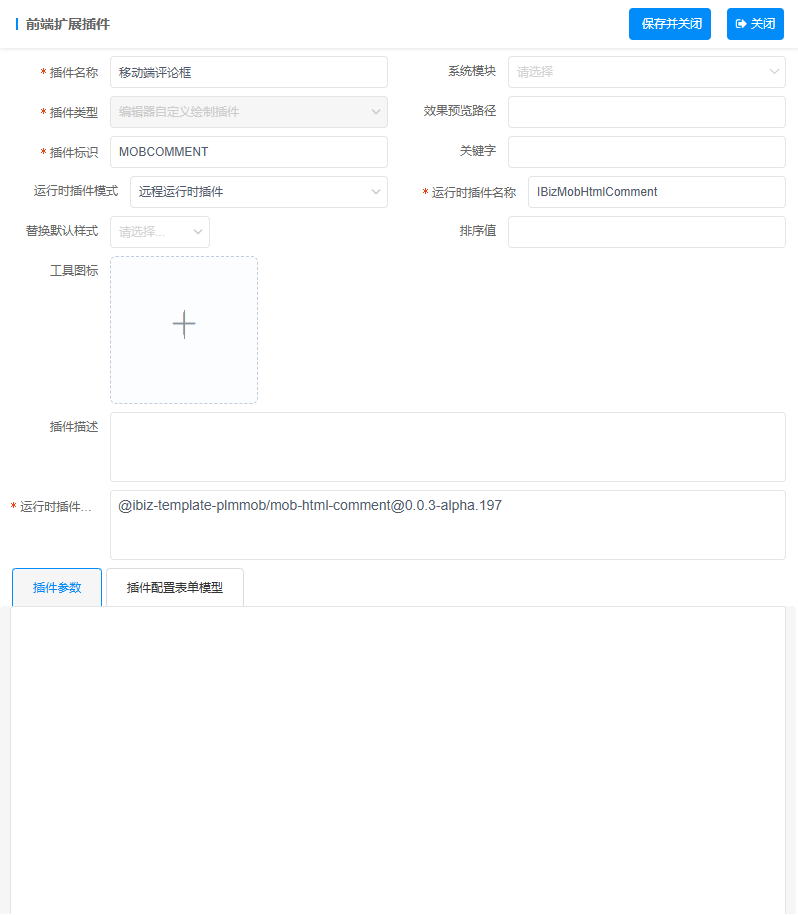 前端扩展插件
保存并关闭
关闭
* 插件名称 移动端评论框
系统模块 请选择
* 插件类型 编辑器自定义绘制插件
效果预览路径
* 插件标识 MOBCOMMENT
关键字
运行时插件模式 远程运行时插件
* 运行时插件名称 IBizMobHtmlComment
替换默认样式 请选择...
排序值
工具图标
插件描述
* 运行时插件... @ibiz-template-plmmob/mob-html-comment@0.0.3-alpha.197
插件参数
插件配置表单模型